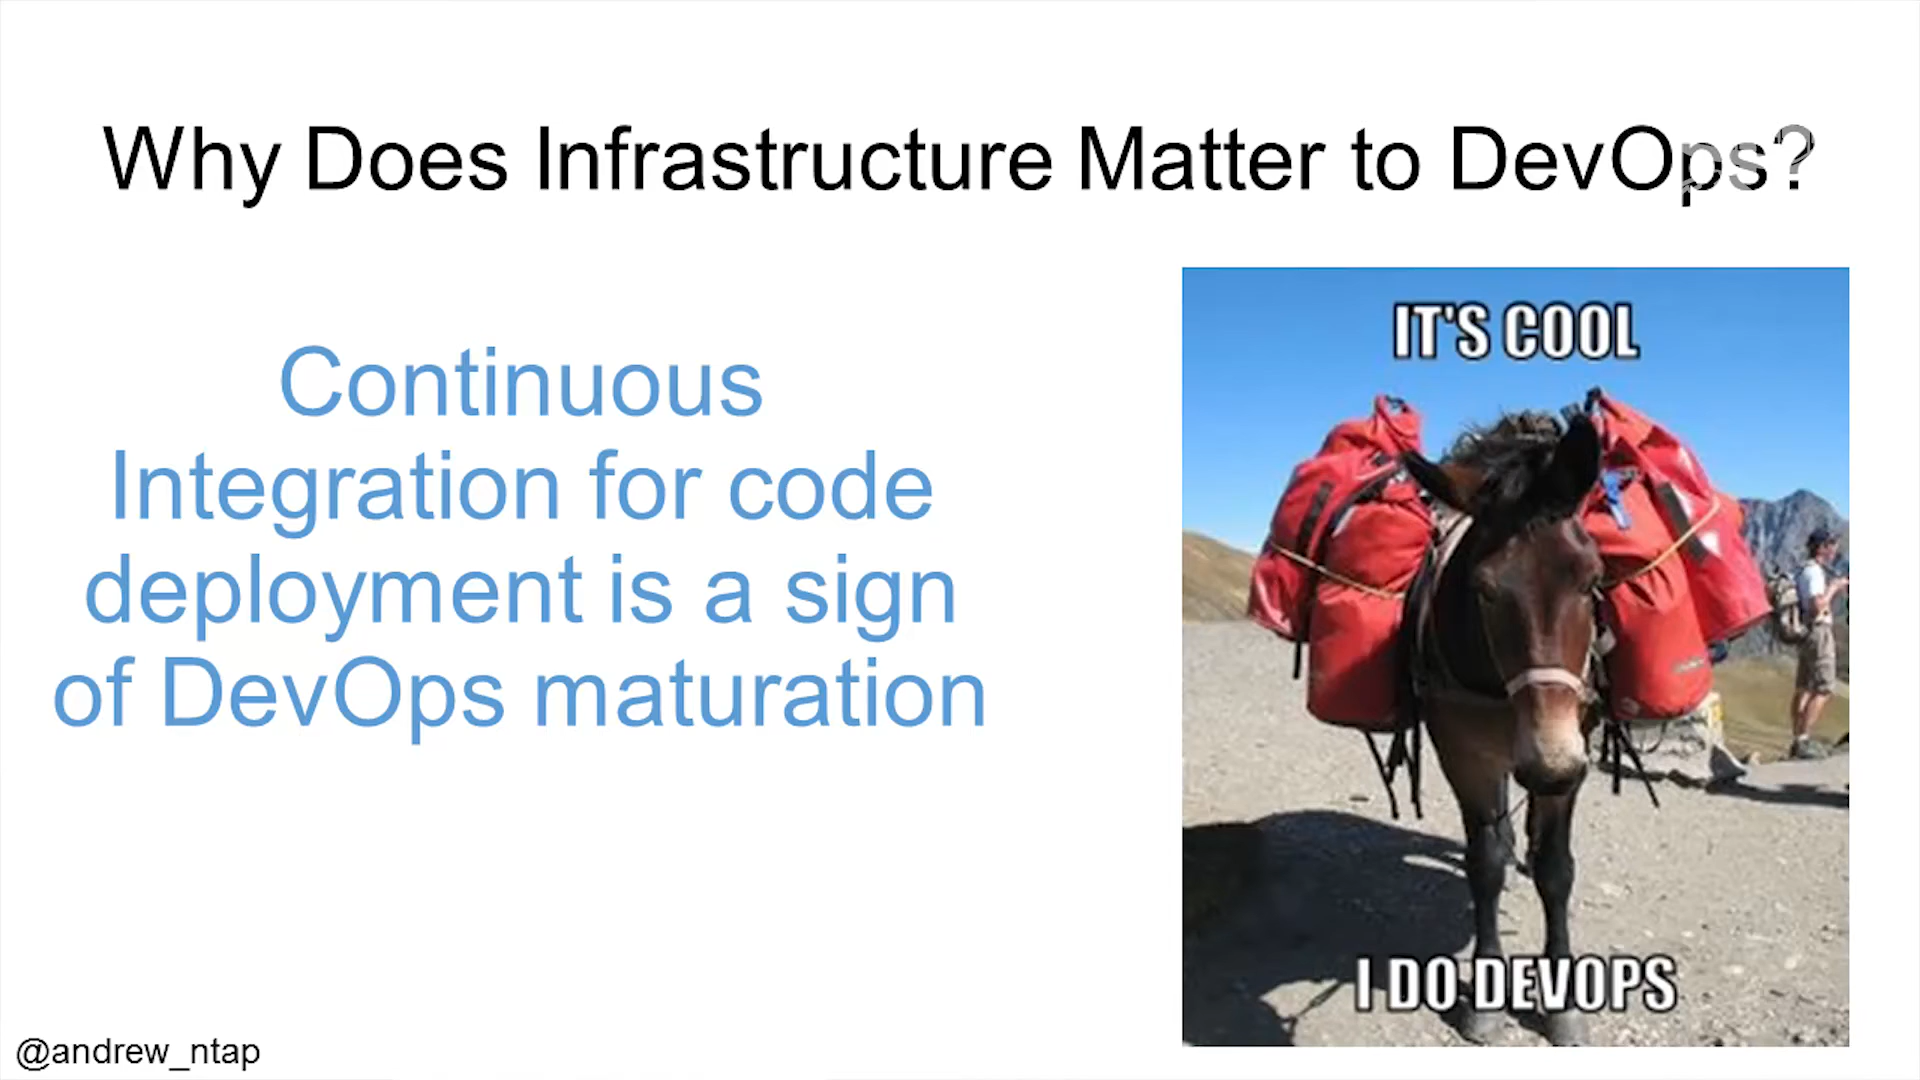 Why Does Infrastructure Matter to DevOps?
Continuous
Integration for code
deployment is a sign
of DevOps maturation
IT'S COOL
I DO DEVOPS
@andrew_ntap